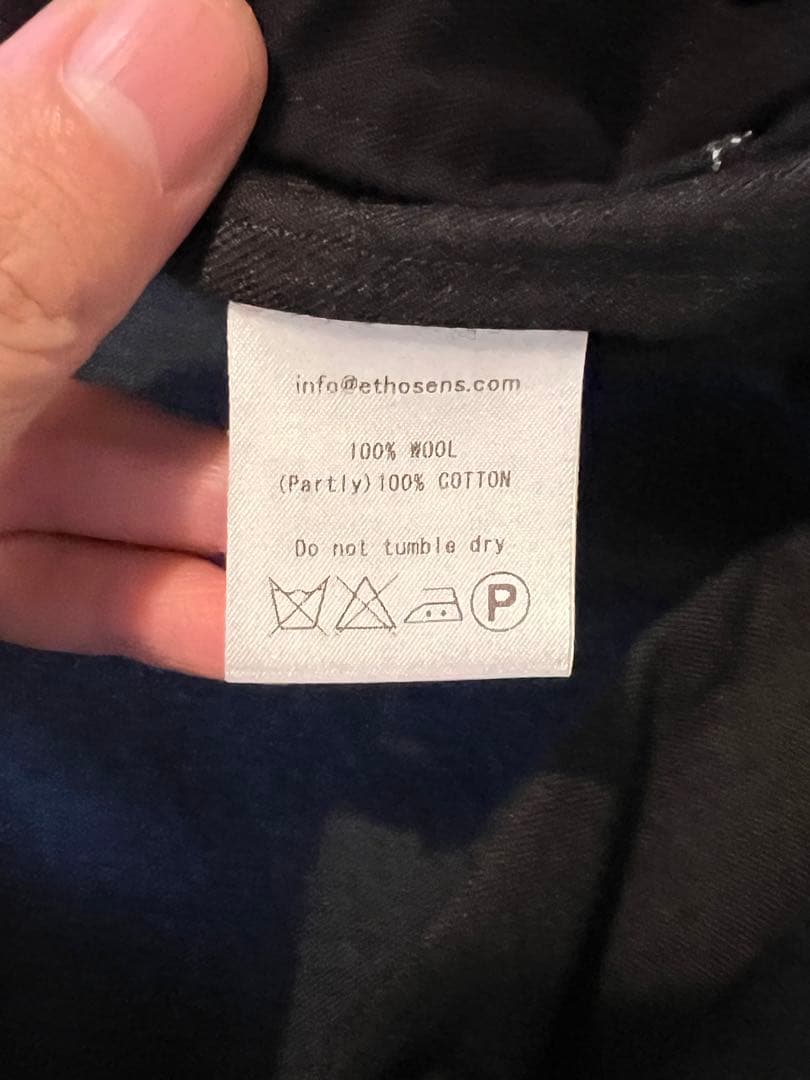 info@ethosens.com
100% WOOL
(Partly)100% COTTON
Do not tumble dry
P